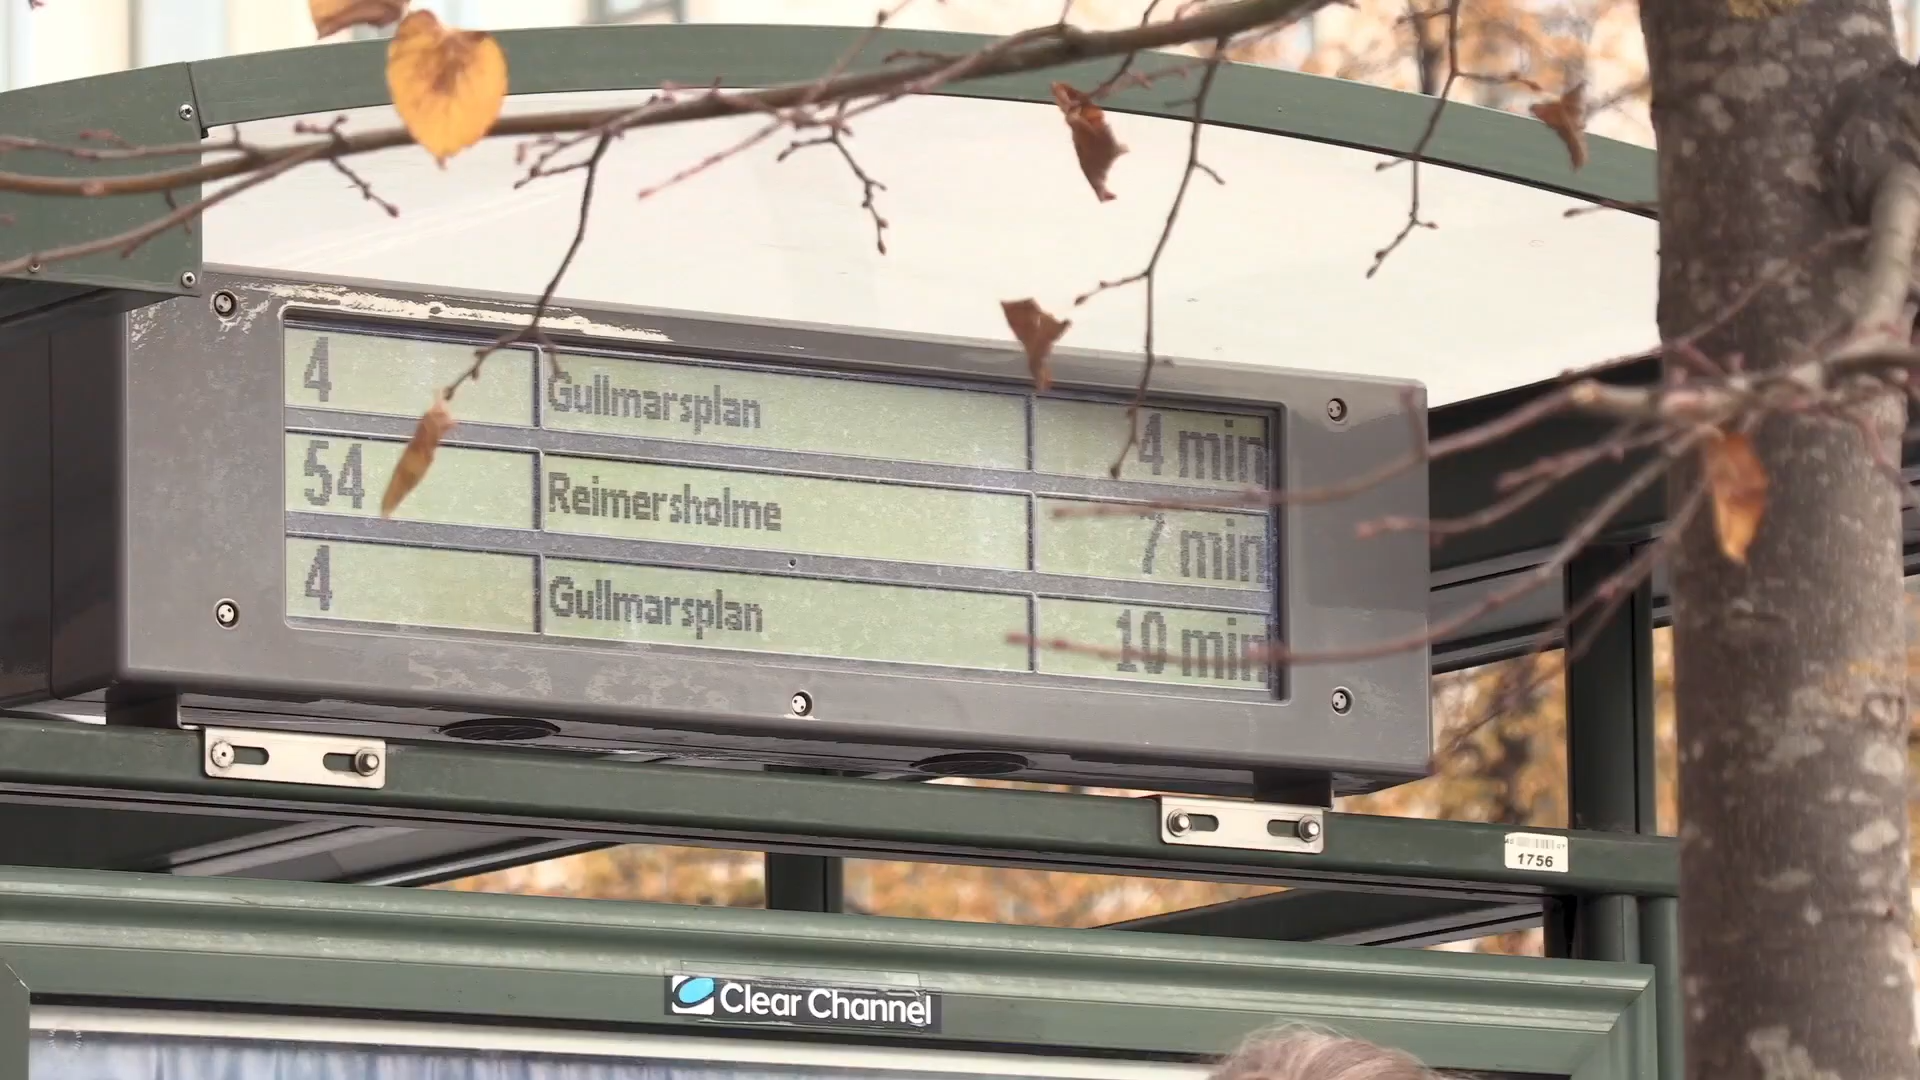 4 Gullmarsplan 4 min
54 Reimersholme 7 min
4 Gullmarsplan 10 min
1756
Clear Channel